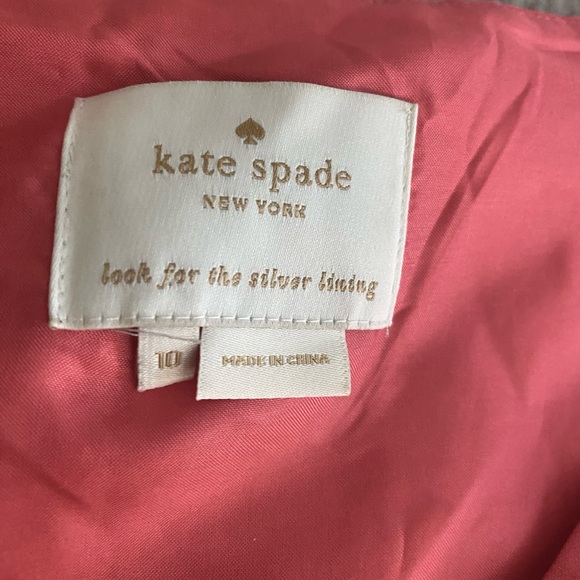 kate spade
NEW YORK
look for the silver lining
10
MADE IN CHINA